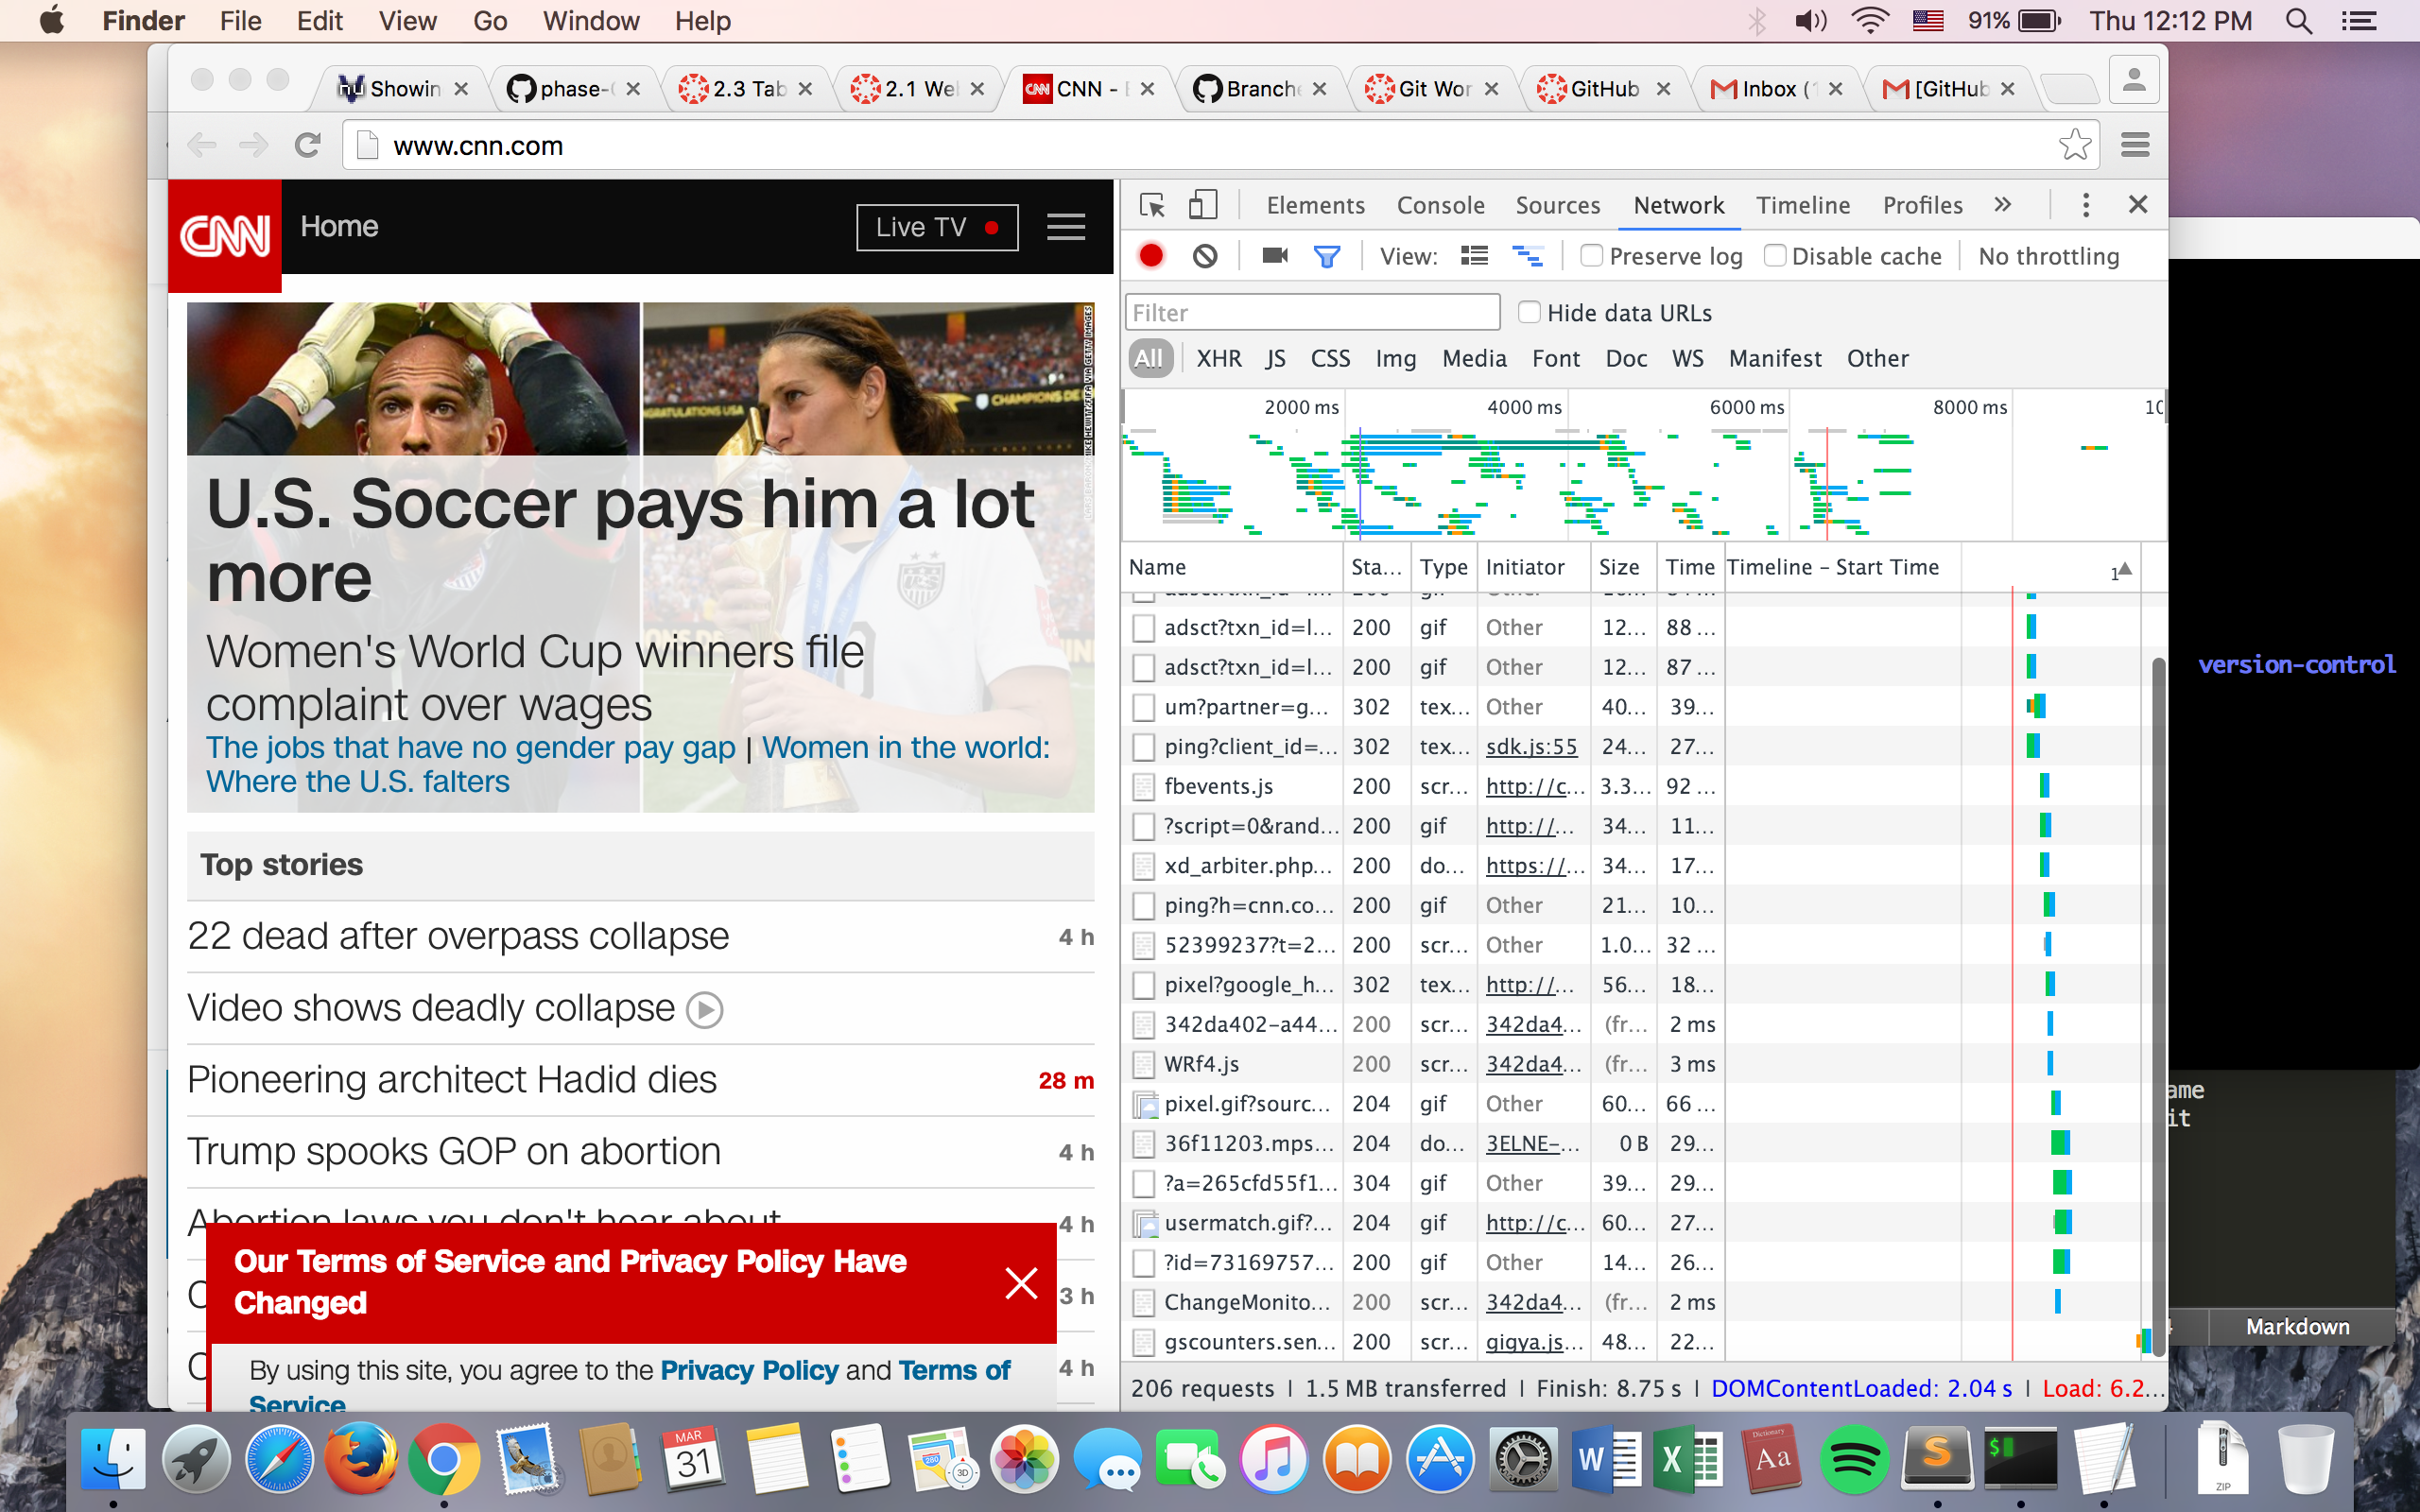 Finder File Edit View Go Window Help 91% Thu 12:12 PM
Showin phase- 2.3 Tab 2.1 We CNN - Branch Git Wor GitHub Inbox ( [GitHub
www.cnn.com
CNN Home Live TV
U.S. Soccer pays him a lot
more
Women's World Cup winners file
complaint over wages
The jobs that have no gender pay gap | Women in the world:
Where the U.S. falters
Top stories
22 dead after overpass collapse 4 h
Video shows deadly collapse
Pioneering architect Hadid dies 28 m
Trump spooks GOP on abortion 4 h
Abortion laws you don't hear about 4 h
3 h
4 h
Our Terms of Service and Privacy Policy Have
Changed
By using this site, you agree to the Privacy Policy and Terms of
Service
Elements Console Sources Network Timeline Profiles »
View: Preserve log Disable cache No throttling
Filter Hide data URLs
All XHR JS CSS Img Media Font Doc WS Manifest Other
2000 ms 4000 ms 6000 ms 8000 ms 10
Name Sta... Type Initiator Size Time Timeline – Start Time 1
adsct?txn_id=l... 200 gif Other 12... 88 ...
adsct?txn_id=l... 200 gif Other 12... 87 ...
um?partner=g... 302 tex... Other 40... 39...
ping?client_id=... 302 tex... sdk.js:55 24... 27...
fbevents.js 200 scr... http://c... 3.3... 92 ...
?script=0&rand... 200 gif http://... 34... 11...
xd_arbiter.php... 200 do... https://... 34... 17...
ping?h=cnn.co... 200 gif Other 21... 10...
52399237?t=2... 200 scr... Other 1.0... 32 ...
pixel?google_h... 302 tex... http://... 56... 18...
342da402-a44... 200 scr... 342da4... (fr... 2 ms
WRf4.js 200 scr... 342da4... (fr... 3 ms
pixel.gif?sourc... 204 gif Other 60... 66 ...
36f11203.mps... 204 do... 3ELNE-... 0 B 29...
?a=265cfd55f1... 304 gif Other 39... 29...
usermatch.gif?... 204 gif http://c... 60... 27...
?id=73169757... 200 gif Other 14... 26...
ChangeMonito... 200 scr... 342da4... (fr... 2 ms
gscounters.sen... 200 scr... gigya.js... 48... 22...
206 requests | 1.5 MB transferred | Finish: 8.75 s | DOMContentLoaded: 2.04 s | Load: 6.2...
version-control
ame
it
Markdown
MAR
31
280
3D
Aa
ZIP